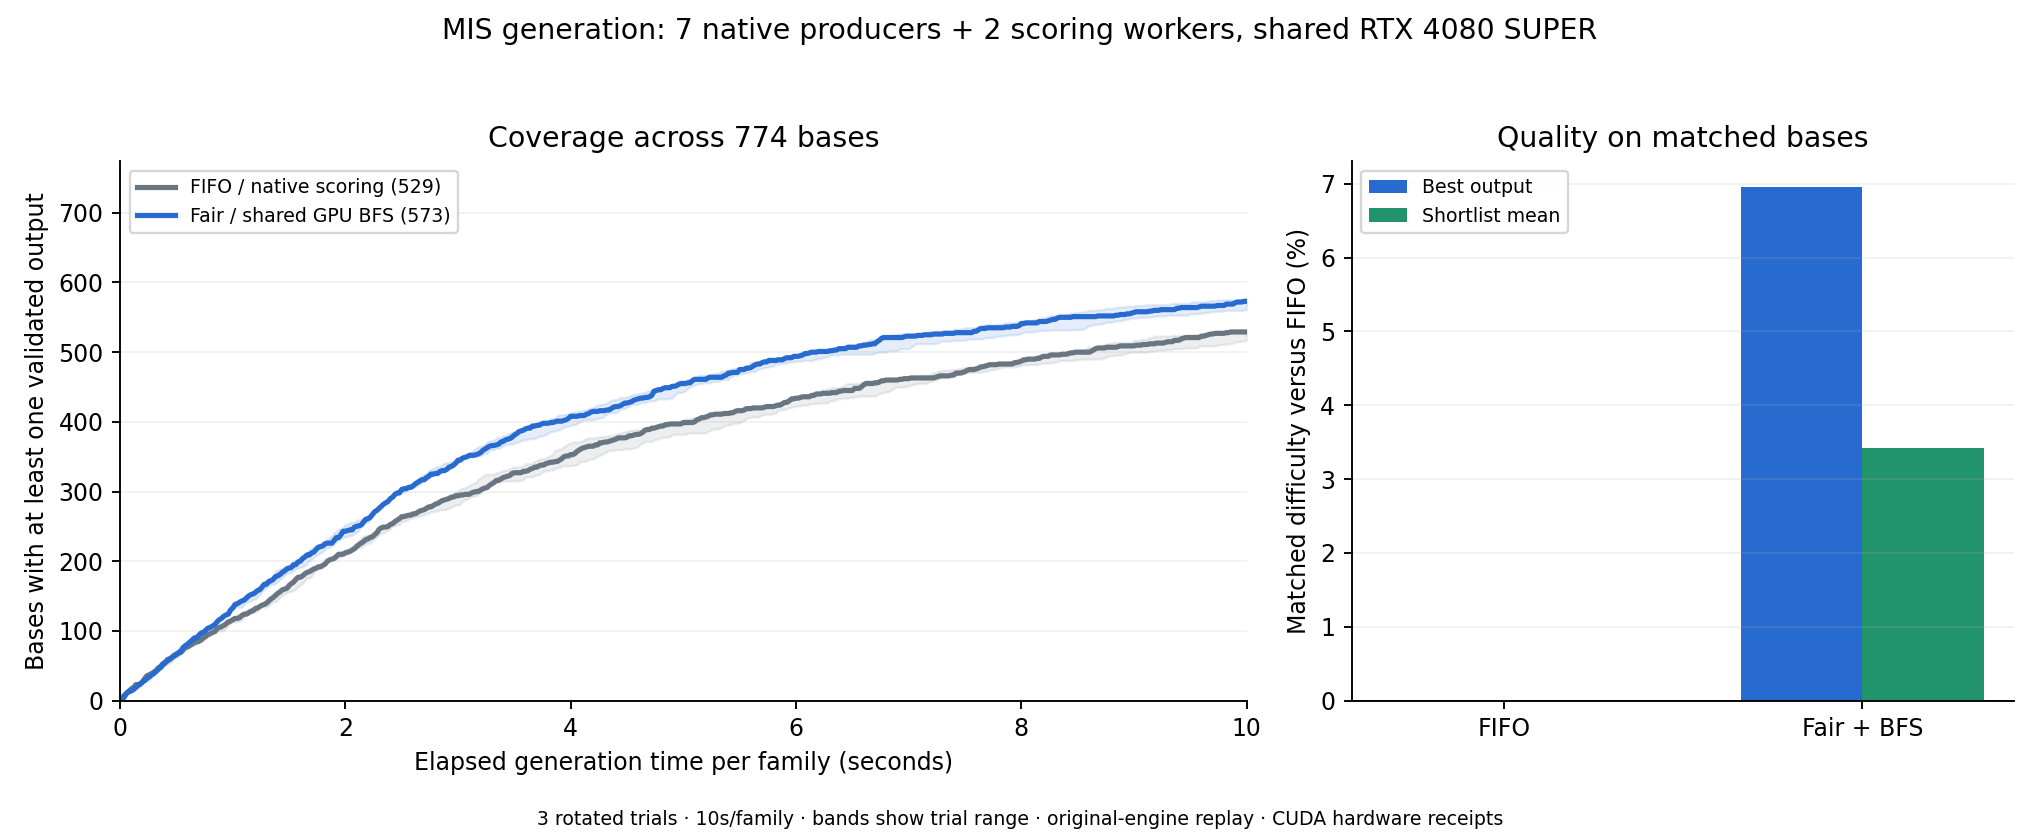 MIS generation: 7 native producers + 2 scoring workers, shared RTX 4080 SUPER
Coverage across 774 bases
FIFO / native scoring (529)
Fair / shared GPU BFS (573)
Bases with at least one validated output
700
600
500
400
300
200
100
0
0 2 4 6 8 10
Elapsed generation time per family (seconds)
Quality on matched bases
Best output
Shortlist mean
Matched difficulty versus FIFO (%)
7
6
5
4
3
2
1
0
FIFO Fair + BFS
3 rotated trials · 10s/family · bands show trial range · original-engine replay · CUDA hardware receipts